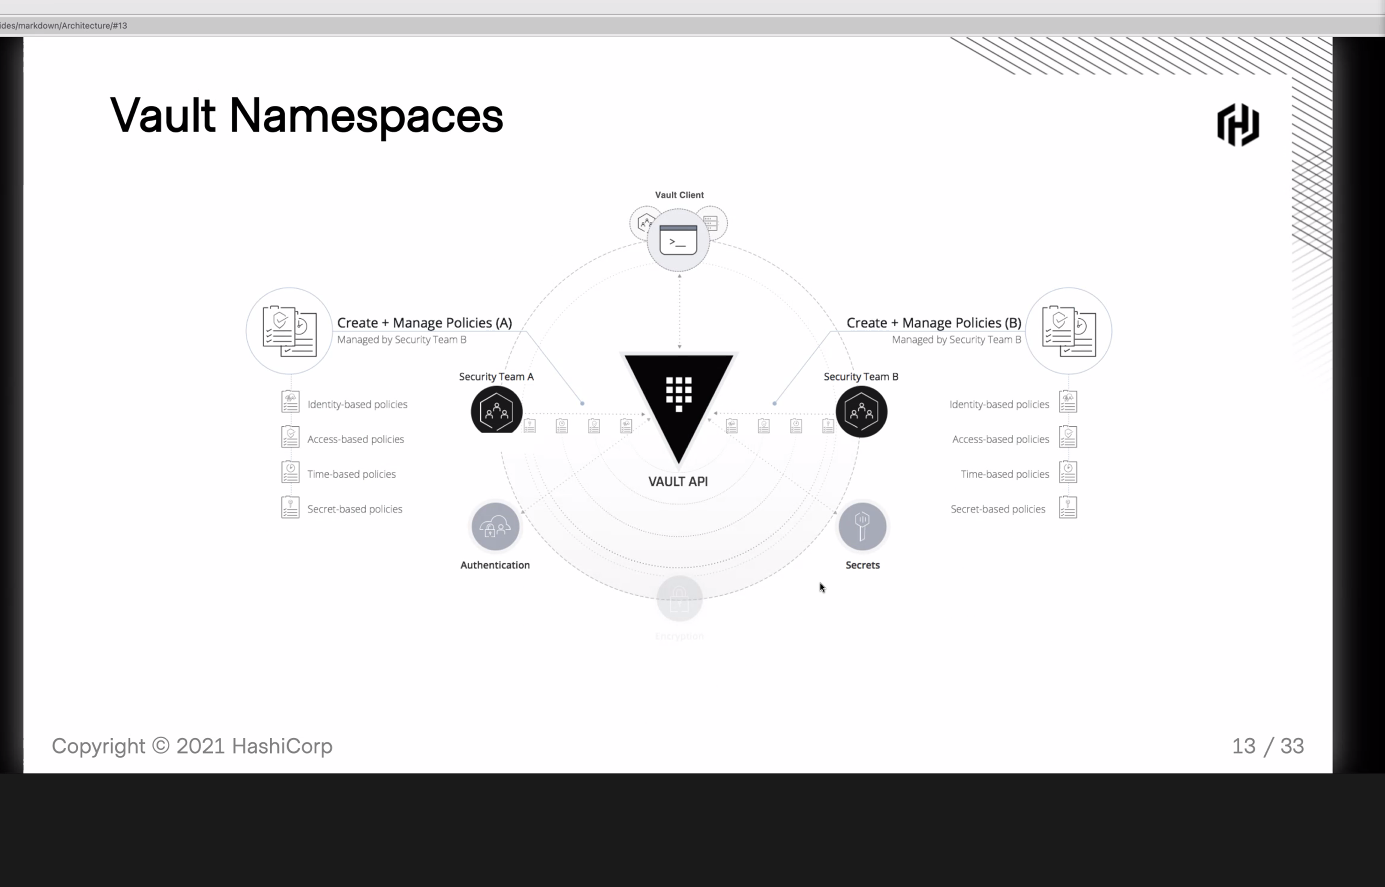 ides/markdown/Architecture/#13
Vault Namespaces
Vault Client
>_
Create + Manage Policies (A)
Managed by Security Team B
Create + Manage Policies (B)
Managed by Security Team B
Security Team A
Security Team B
Identity-based policies
Access-based policies
Time-based policies
Secret-based policies
Identity-based policies
Access-based policies
Time-based policies
Secret-based policies
VAULT API
Authentication
Secrets
Encryption
Copyright © 2021 HashiCorp
13 / 33